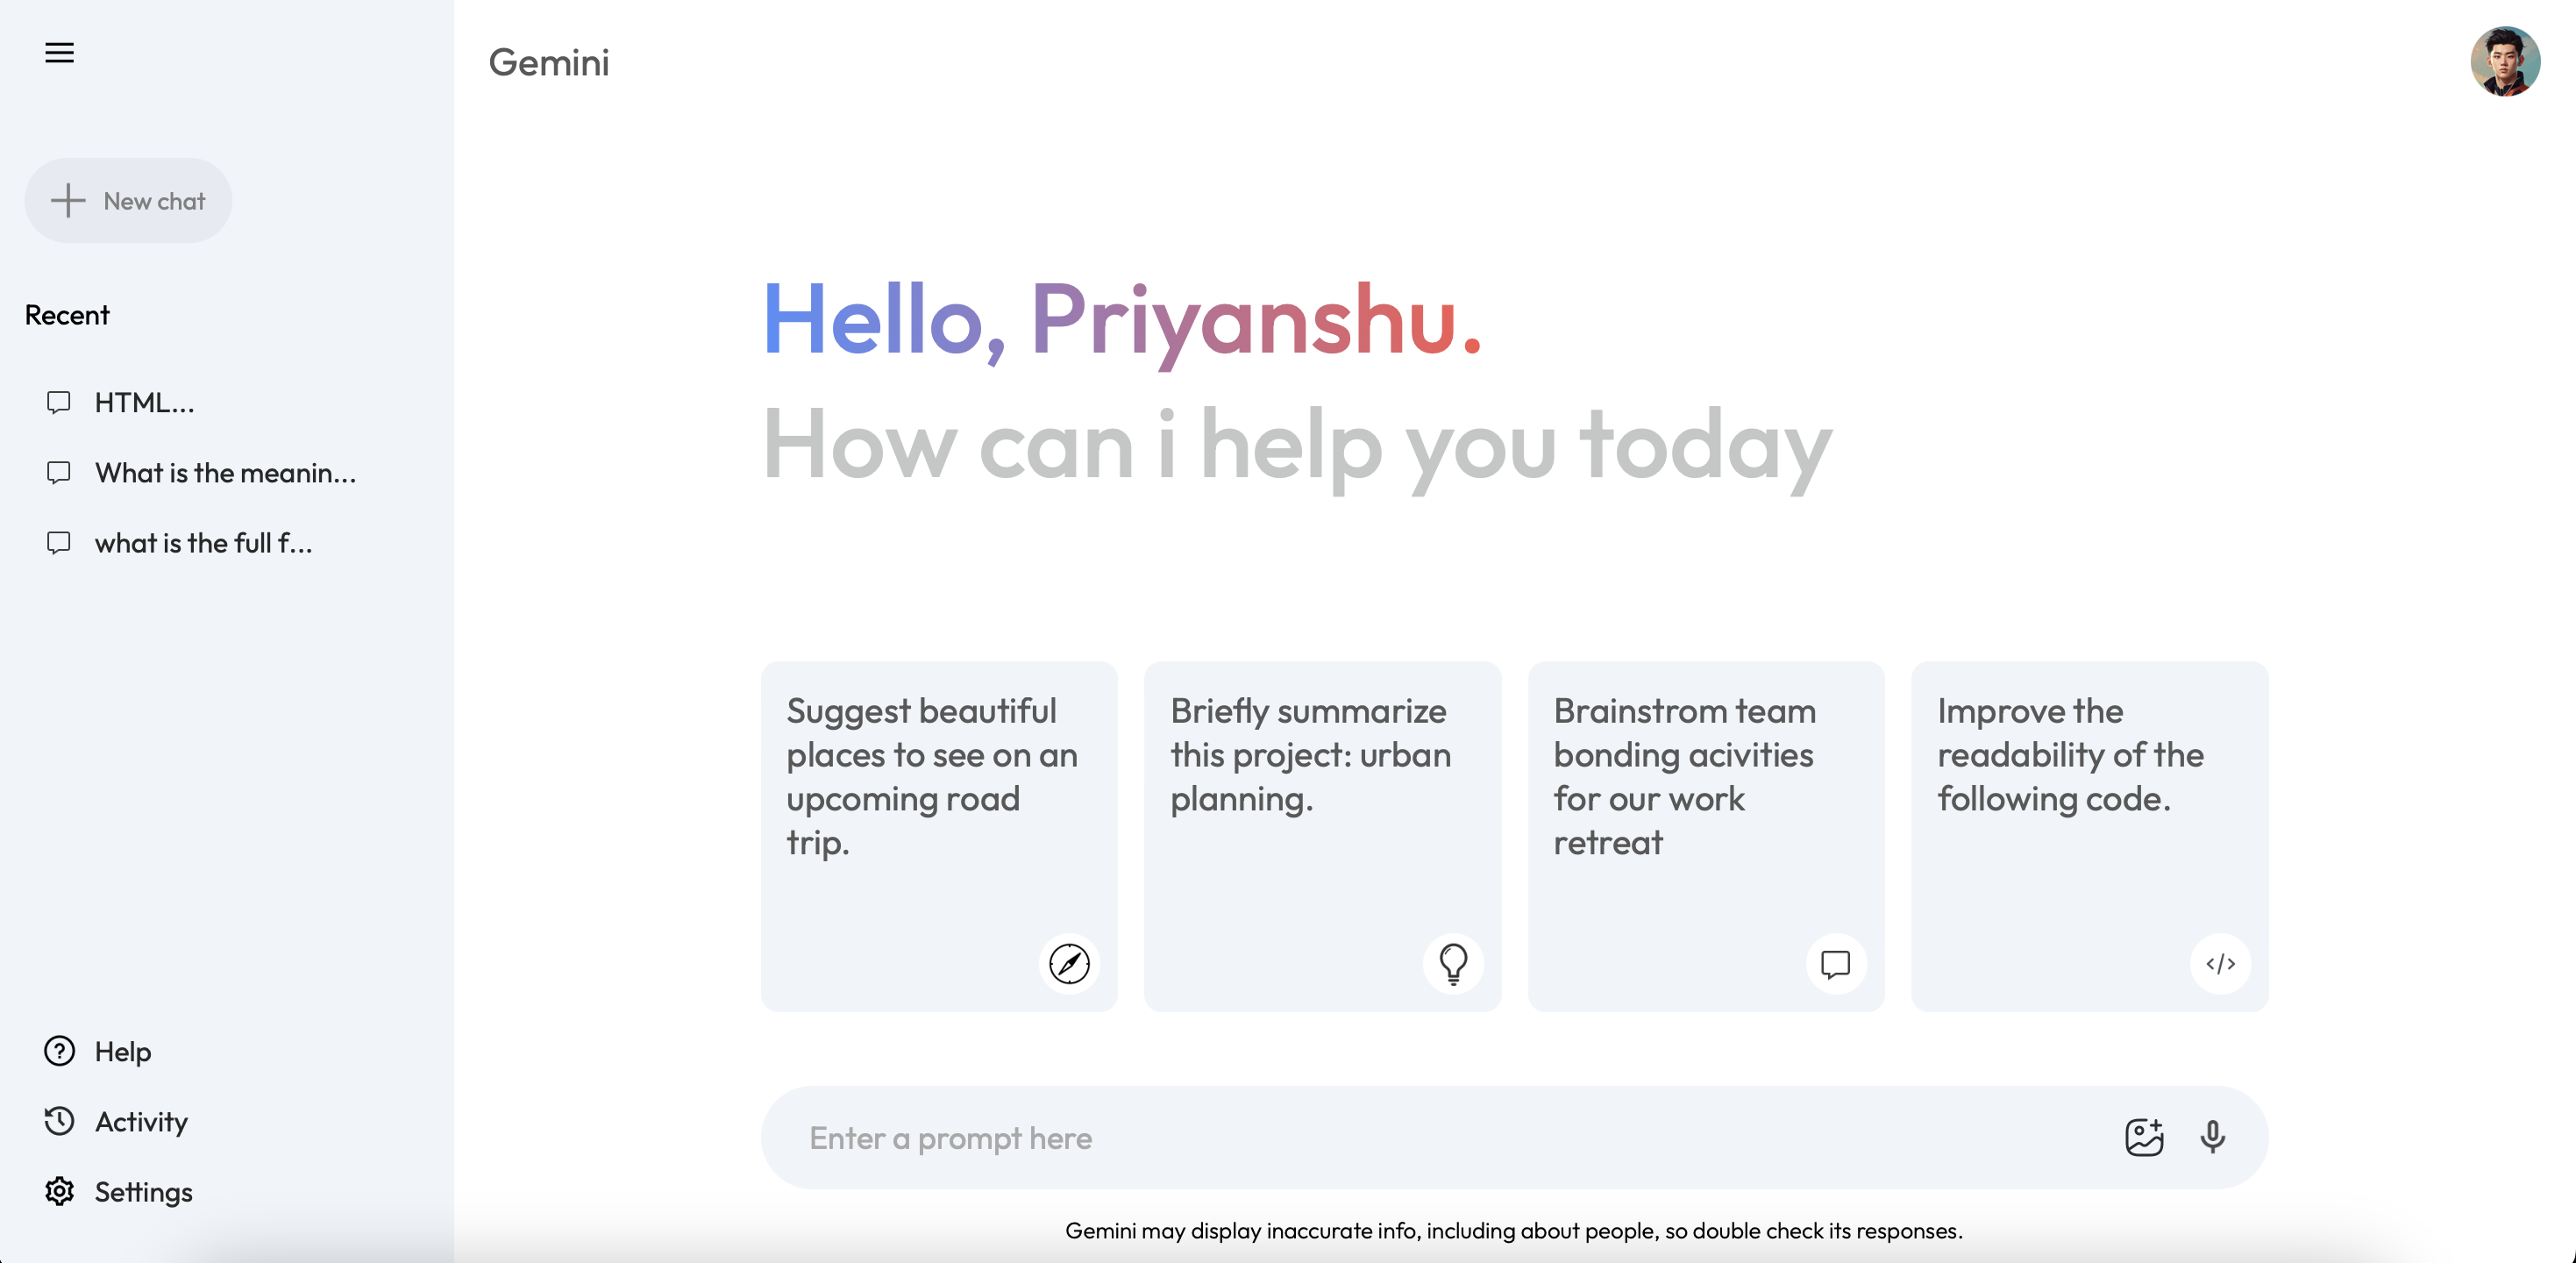 Gemini
New chat
Recent
HTML...
What is the meanin...
what is the full f...
Help
Activity
Settings
Hello, Priyanshu.
How can i help you today
Suggest beautiful
places to see on an
upcoming road
trip.
Briefly summarize
this project: urban
planning.
Brainstrom team
bonding acivities
for our work
retreat
Improve the
readability of the
following code.
Enter a prompt here
Gemini may display inaccurate info, including about people, so double check its responses.